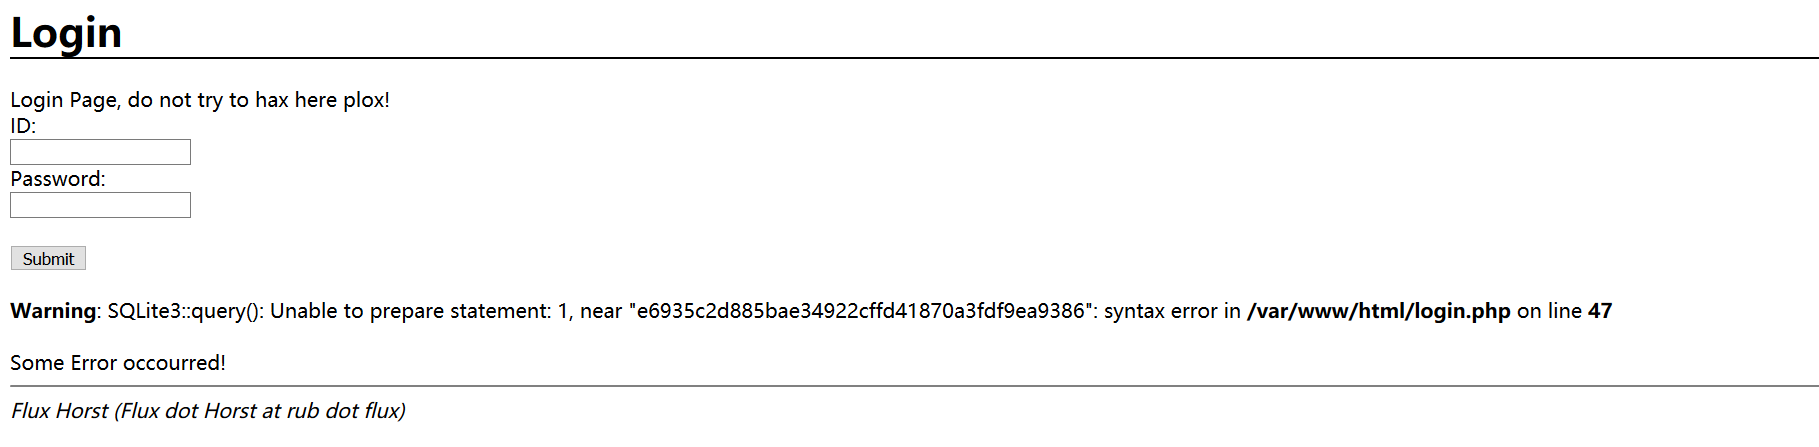 Login
Login Page, do not try to hax here plox!
ID:
Password:
Submit
Warning: SQLite3::query(): Unable to prepare statement: 1, near "e6935c2d885bae34922cffd41870a3fdf9ea9386": syntax error in /var/www/html/login.php on line 47
Some Error occourred!
Flux Horst (Flux dot Horst at rub dot flux)